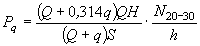 P_q = \frac{(Q + 0,314q)QH}{(Q + q)S} \cdot \frac{N_{20-30}}{h}